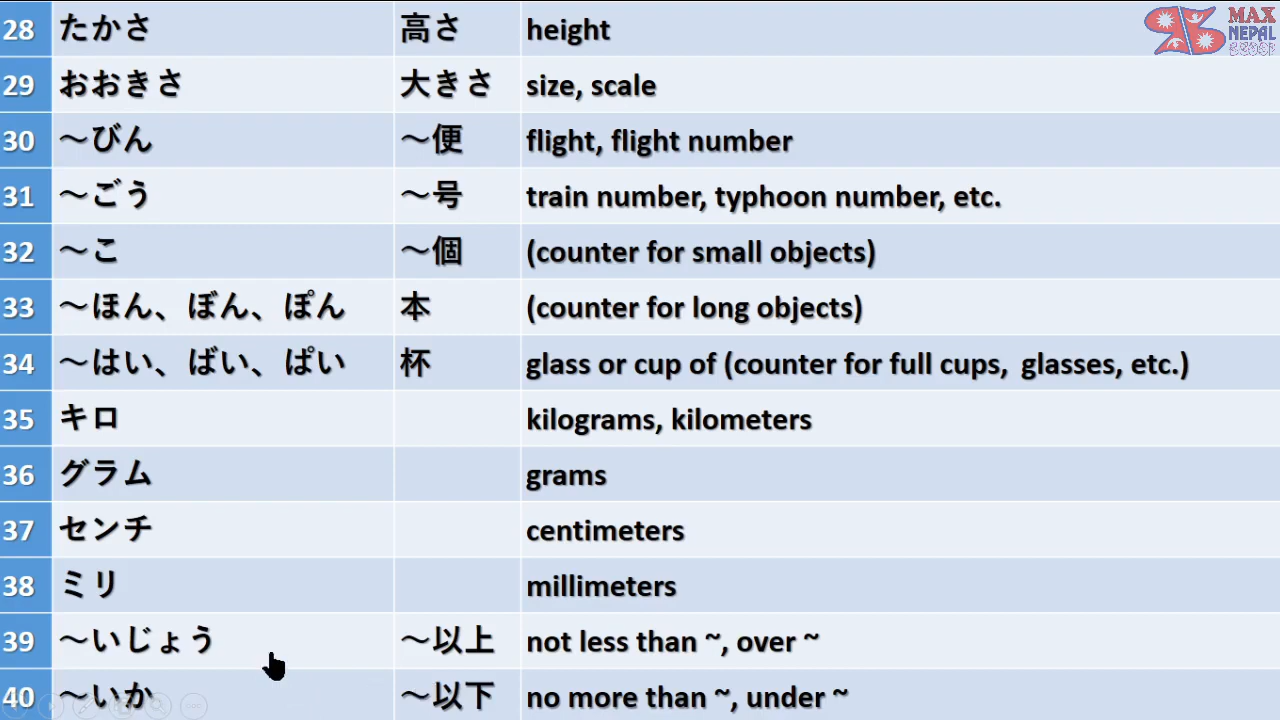 28 たかさ 高さ height
MAX NEPAL
29 おおきさ 大きさ size, scale
30 ～びん ～便 flight, flight number
31 ～ごう ～号 train number, typhoon number, etc.
32 ～こ ～個 (counter for small objects)
33 ～ほん、ぼん、ぽん 本 (counter for long objects)
34 ～はい、ばい、ぱい 杯 glass or cup of (counter for full cups, glasses, etc.)
35 キロ kilograms, kilometers
36 グラム grams
37 センチ centimeters
38 ミリ millimeters
39 ～いじょう ～以上 not less than ~, over ~
40 ～いか ～以下 no more than ~, under ~